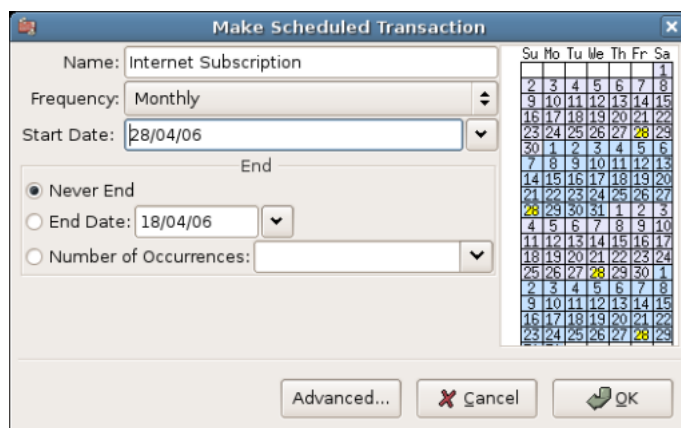 Make Scheduled Transaction
Name: Internet Subscription
Frequency: Monthly
Start Date: 28/04/06
End
Never End
End Date: 18/04/06
Number of Occurrences:
Su Mo Tu We Th Fr Sa
1
2 3 4 5 6 7 8
9 10 11 12 13 14 15
16 17 18 19 20 21 22
23 24 25 26 27 28 29
30 1 2 3 4 5 6
7 8 9 10 11 12 13
14 15 16 17 18 19 20
21 22 23 24 25 26 27
28 29 30 31 1 2 3
4 5 6 7 8 9 10
11 12 13 14 15 16 17
18 19 20 21 22 23 24
25 26 27 28 29 30 1
2 3 4 5 6 7 8
9 10 11 12 13 14 15
16 17 18 19 20 21 22
23 24 25 26 27 28 29
Advanced... Cancel OK